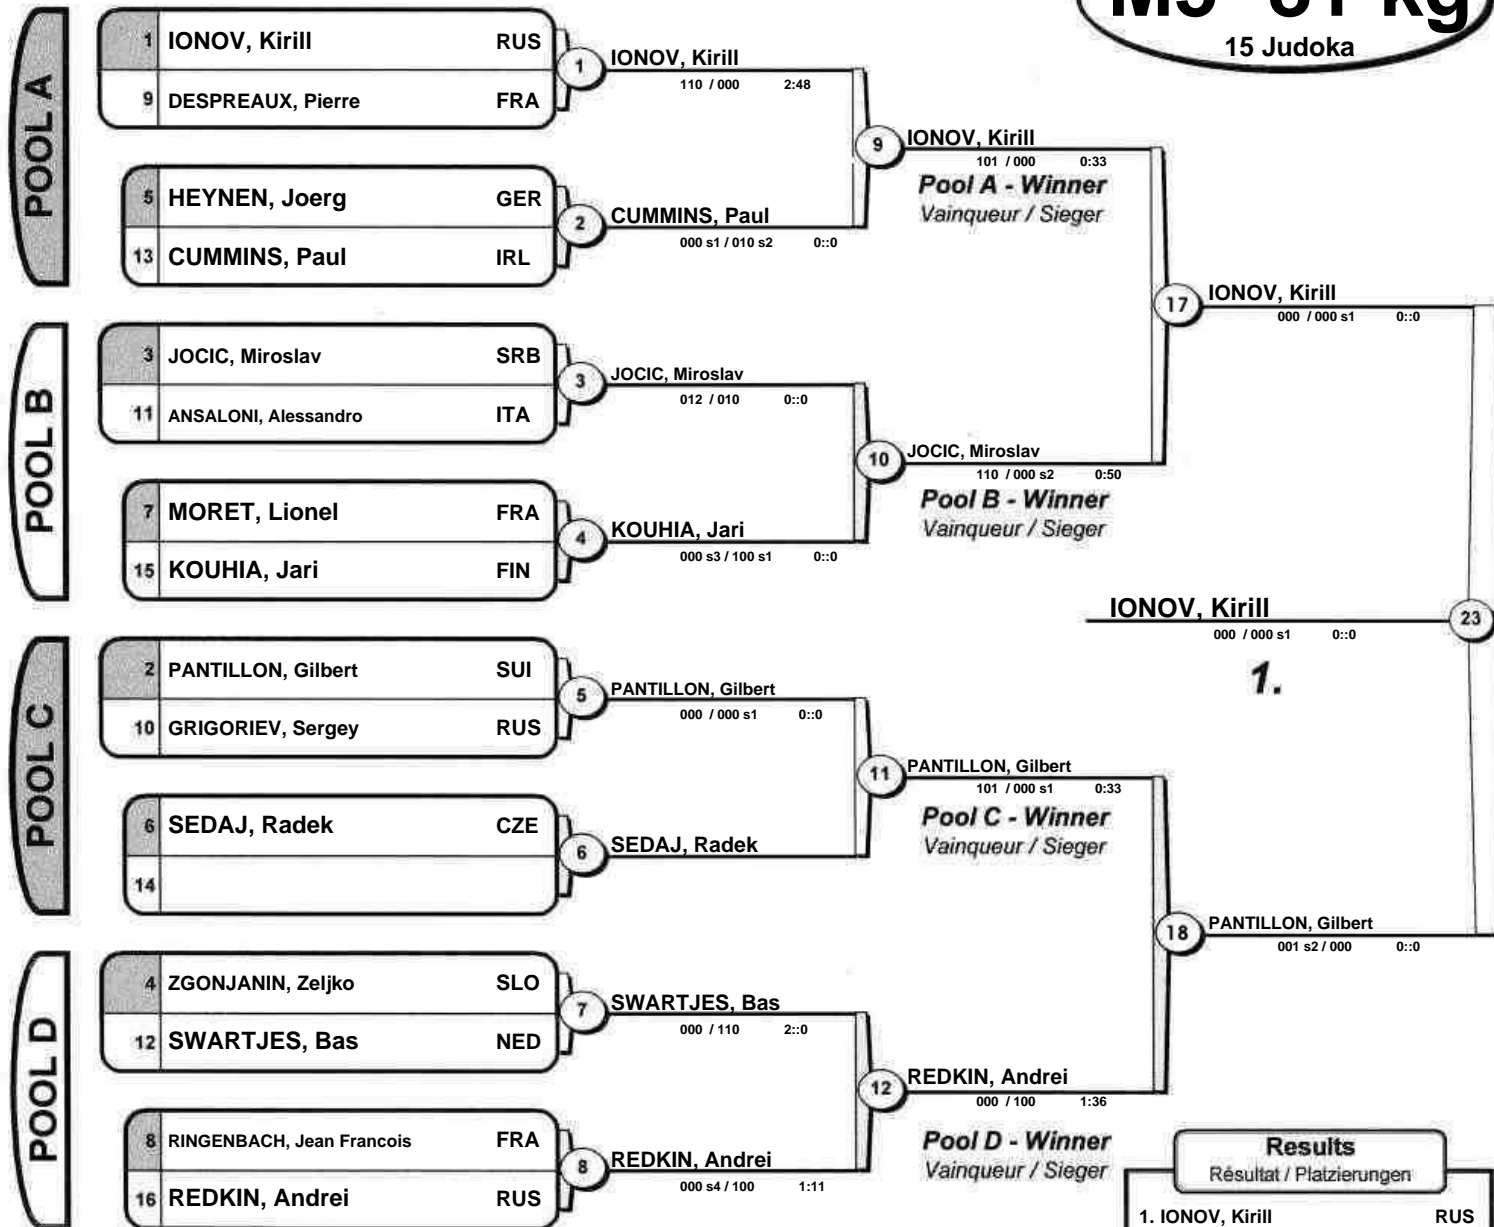 M5 -81 kg
15 Judoka
POOL A
1 IONOV, Kirill RUS
9 DESPREAUX, Pierre FRA
1 IONOV, Kirill
110 / 000 2:48
5 HEYNEN, Joerg GER
13 CUMMINS, Paul IRL
2 CUMMINS, Paul
000 s1 / 010 s2 0::0
9 IONOV, Kirill
101 / 000 0:33
Pool A - Winner
Vainqueur / Sieger
17 IONOV, Kirill
000 / 000 s1 0::0
POOL B
3 JOCIC, Miroslav SRB
11 ANSALONI, Alessandro ITA
3 JOCIC, Miroslav
012 / 010 0::0
7 MORET, Lionel FRA
15 KOUHIA, Jari FIN
4 KOUHIA, Jari
000 s3 / 100 s1 0::0
10 JOCIC, Miroslav
110 / 000 s2 0:50
Pool B - Winner
Vainqueur / Sieger
IONOV, Kirill 23
000 / 000 s1 0::0
1.
POOL C
2 PANTILLON, Gilbert SUI
10 GRIGORIEV, Sergey RUS
5 PANTILLON, Gilbert
000 / 000 s1 0::0
6 SEDAJ, Radek CZE
14
6 SEDAJ, Radek
11 PANTILLON, Gilbert
101 / 000 s1 0:33
Pool C - Winner
Vainqueur / Sieger
18 PANTILLON, Gilbert
001 s2 / 000 0::0
POOL D
4 ZGONJANIN, Zeljko SLO
12 SWARTJES, Bas NED
7 SWARTJES, Bas
000 / 110 2::0
8 RINGENBACH, Jean Francois FRA
16 REDKIN, Andrei RUS
8 REDKIN, Andrei
000 s4 / 100 1:11
12 REDKIN, Andrei
000 / 100 1:36
Pool D - Winner
Vainqueur / Sieger
Results
Résultat / Platzierungen
1. IONOV, Kirill RUS